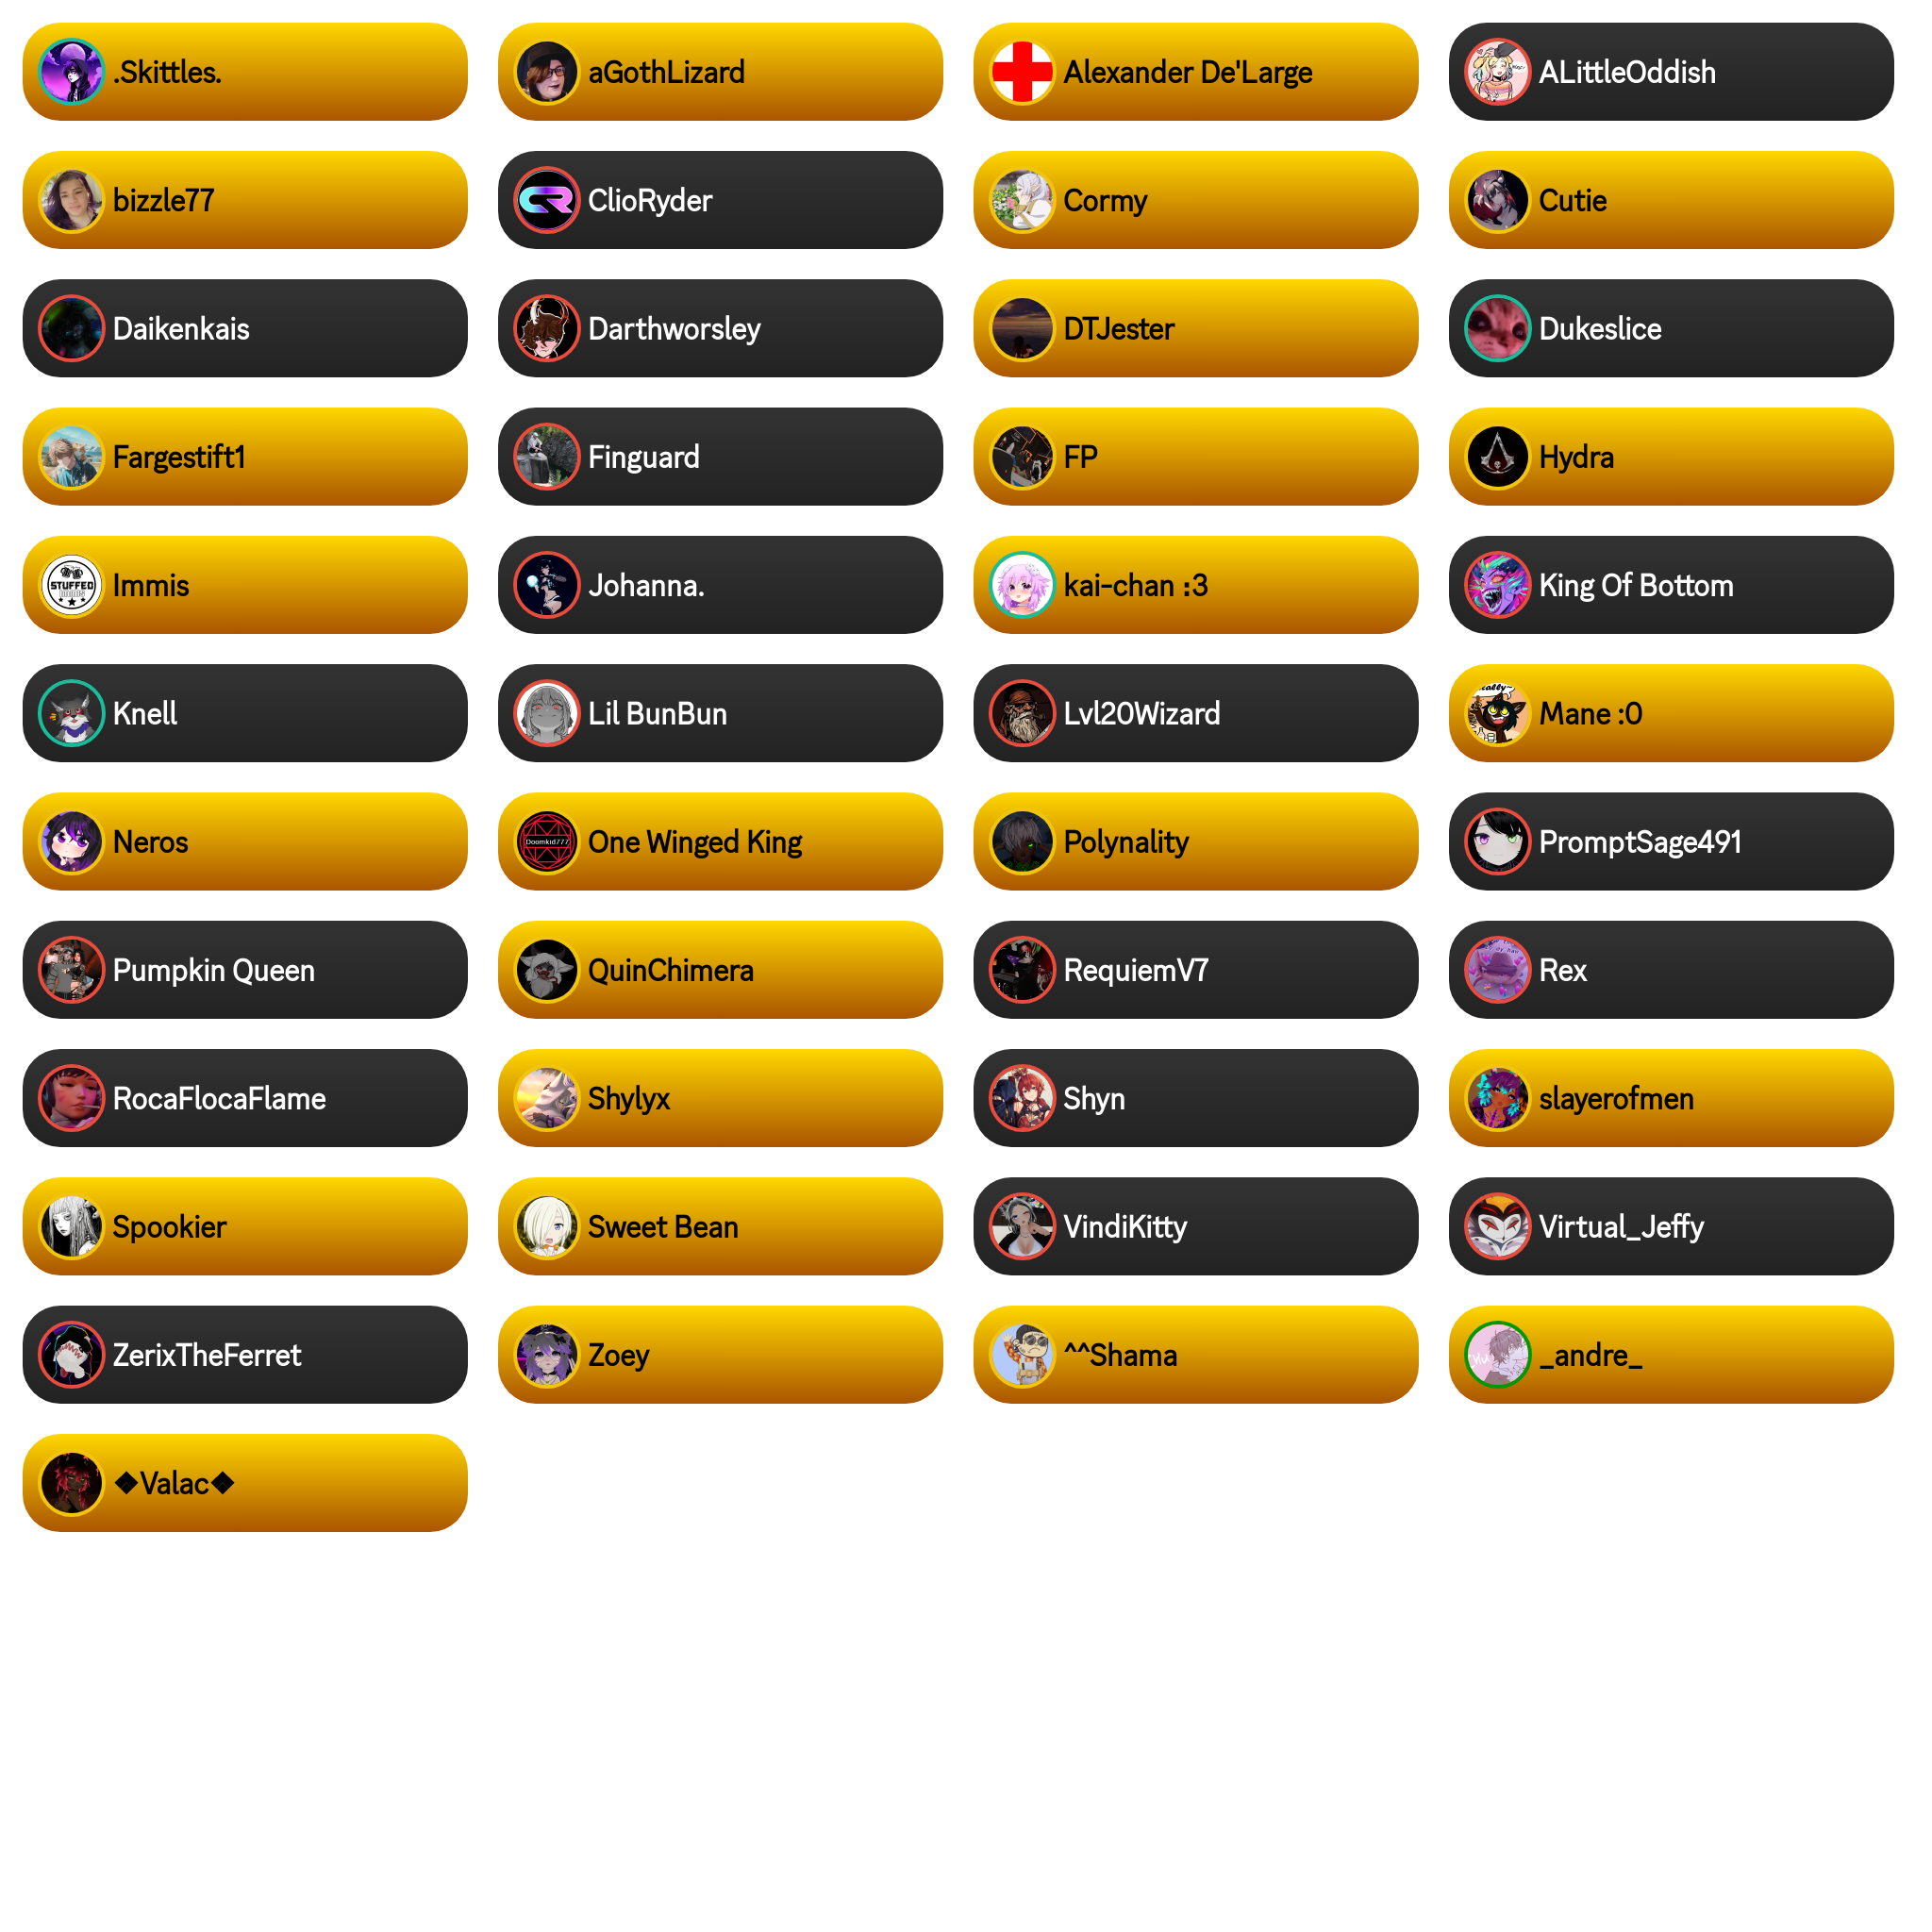 .Skittles.
aGothLizard
Alexander De'Large
ALittleOddish
bizzle77
ClioRyder
Cormy
Cutie
Daikenkais
Darthworsley
DTJester
Dukeslice
Fargestift1
Finguard
FP
Hydra
STUFFED
Immis
Johanna.
kai-chan :3
King Of Bottom
Knell
Lil BunBun
Lvl20Wizard
Mane :0
Neros
Doomkid777
One Winged King
Polynality
PromptSage491
Pumpkin Queen
QuinChimera
RequiemV7
Rex
RocaFlocaFlame
Shylyx
Shyn
slayerofmen
Spookier
Sweet Bean
VindiKitty
Virtual_Jeffy
ZerixTheFerret
Zoey
^^Shama
_andre_
❖Valac❖